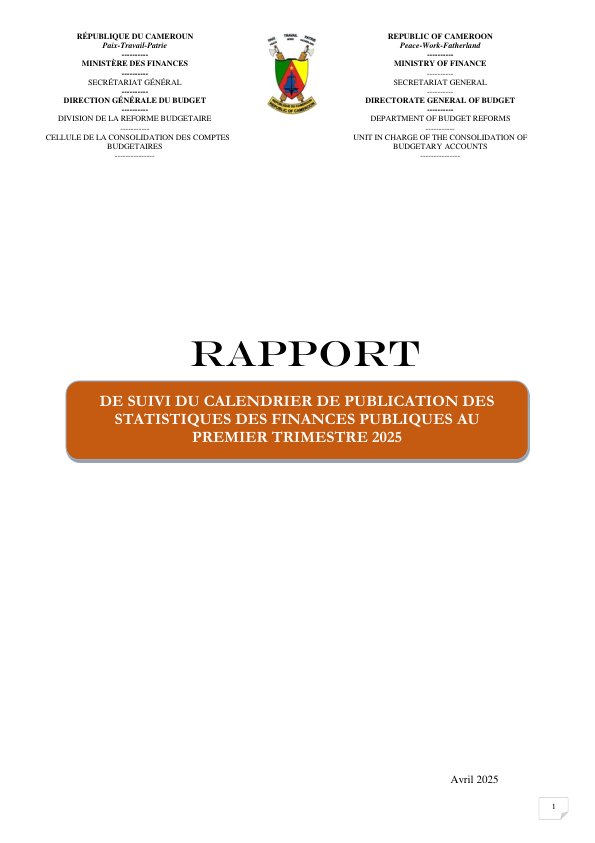 RÉPUBLIQUE DU CAMEROUN
Paix-Travail-Patrie
----------
MINISTÈRE DES FINANCES
----------
SECRÉTARIAT GÉNÉRAL
----------
DIRECTION GÉNÉRALE DU BUDGET
----------
DIVISION DE LA REFORME BUDGETAIRE
-----------
CELLULE DE LA CONSOLIDATION DES COMPTES
BUDGETAIRES
---------------
REPUBLIC OF CAMEROON
Peace-Work-Fatherland
----------
MINISTRY OF FINANCE
----------
SECRETARIAT GENERAL
----------
DIRECTORATE GENERAL OF BUDGET
----------
DEPARTMENT OF BUDGET REFORMS
-----------
UNIT IN CHARGE OF THE CONSOLIDATION OF
BUDGETARY ACCOUNTS
---------------
RAPPORT
DE SUIVI DU CALENDRIER DE PUBLICATION DES
STATISTIQUES DES FINANCES PUBLIQUES AU
PREMIER TRIMESTRE 2025
Avril 2025
1